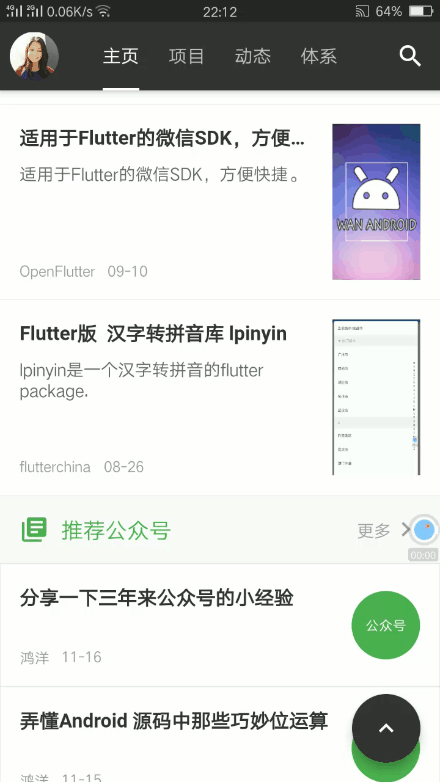 4G 2G 0.06K/s 22:12 64%
主页 项目 动态 体系
适用于Flutter的微信SDK，方便...
适用于Flutter的微信SDK，方便快捷。
WAN ANDROID
OpenFlutter 09-10
Flutter版 汉字转拼音库 lpinyin
lpinyin是一个汉字转拼音的flutter
package.
flutterchina 08-26
推荐公众号 更多
00:00
分享一下三年来公众号的小经验
公众号
鸿洋 11-16
弄懂Android 源码中那些巧妙位运算
鸿洋 11-15